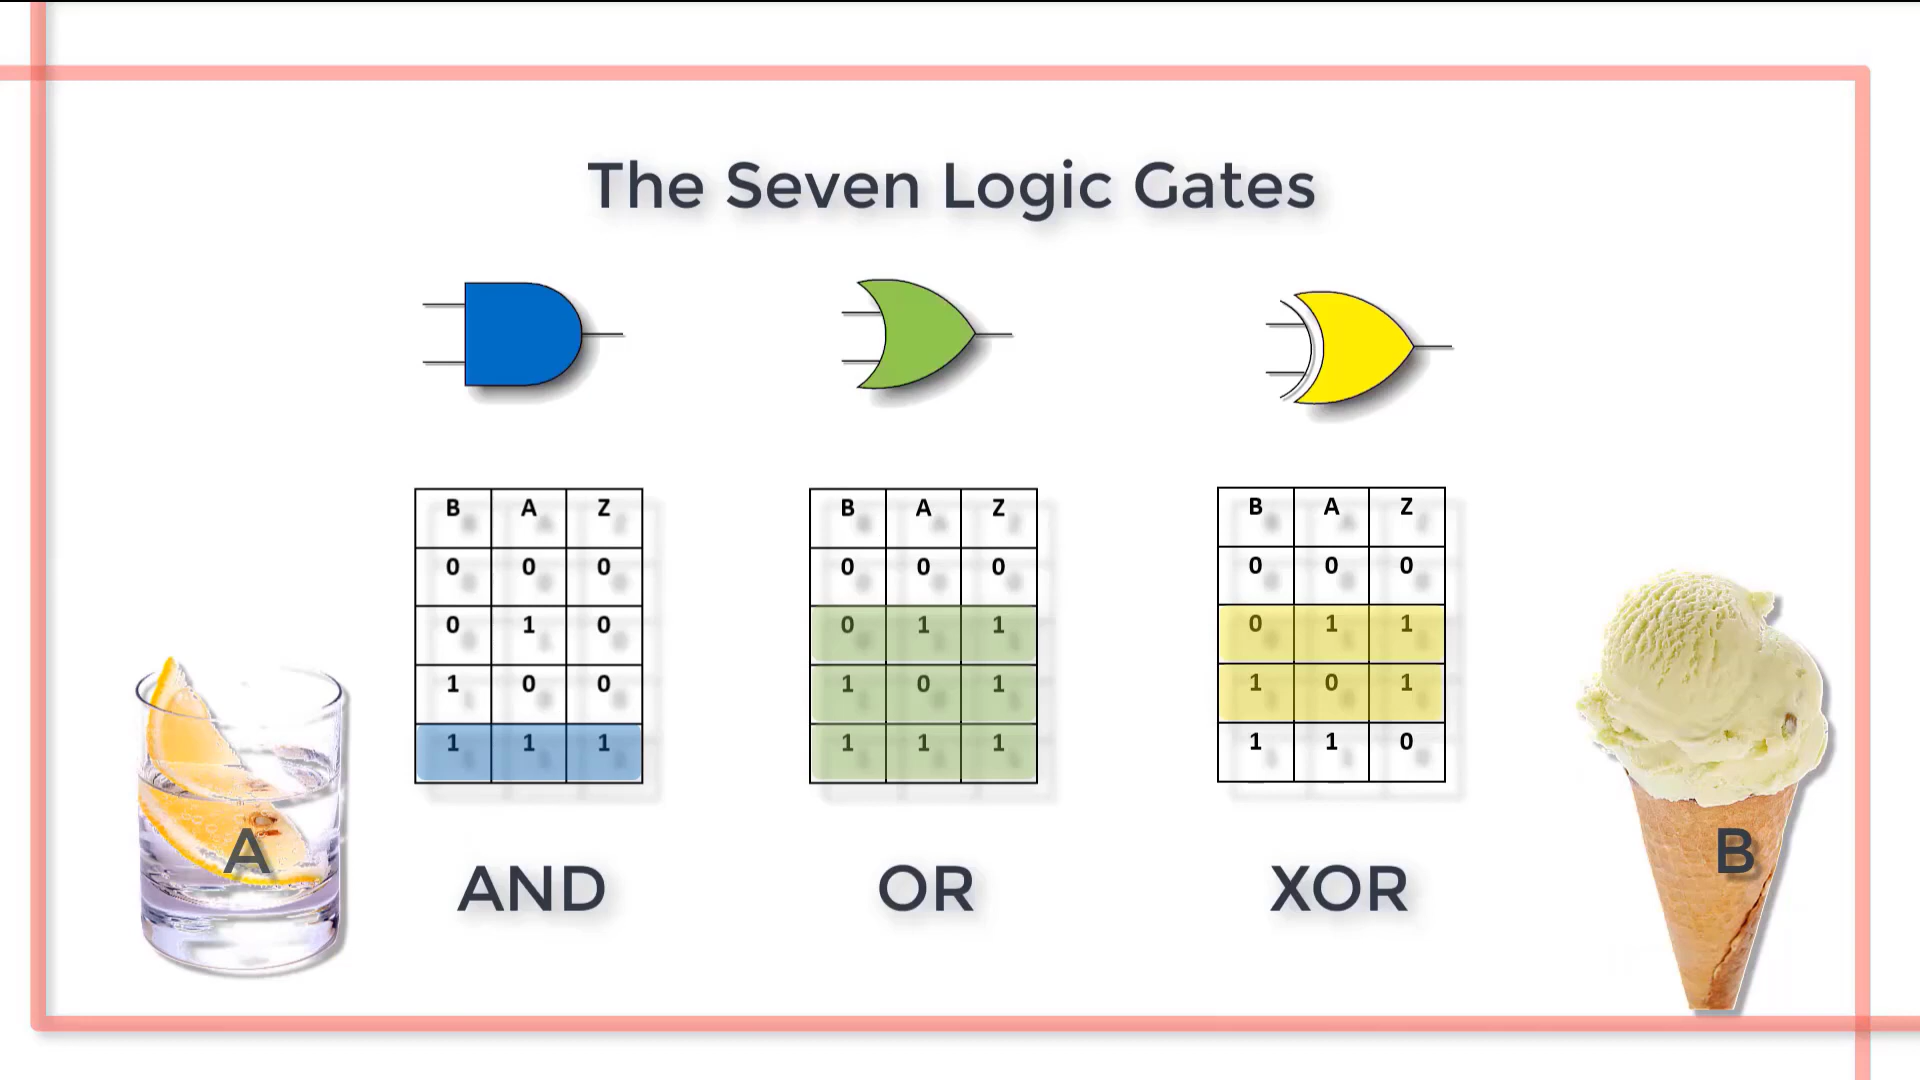 The Seven Logic Gates
B A Z
0 0 0
0 1 0
1 0 0
1 1 1
B A Z
0 0 0
0 1 1
1 0 1
1 1 1
B A Z
0 0 0
0 1 1
1 0 1
1 1 0
A
B
AND
OR
XOR